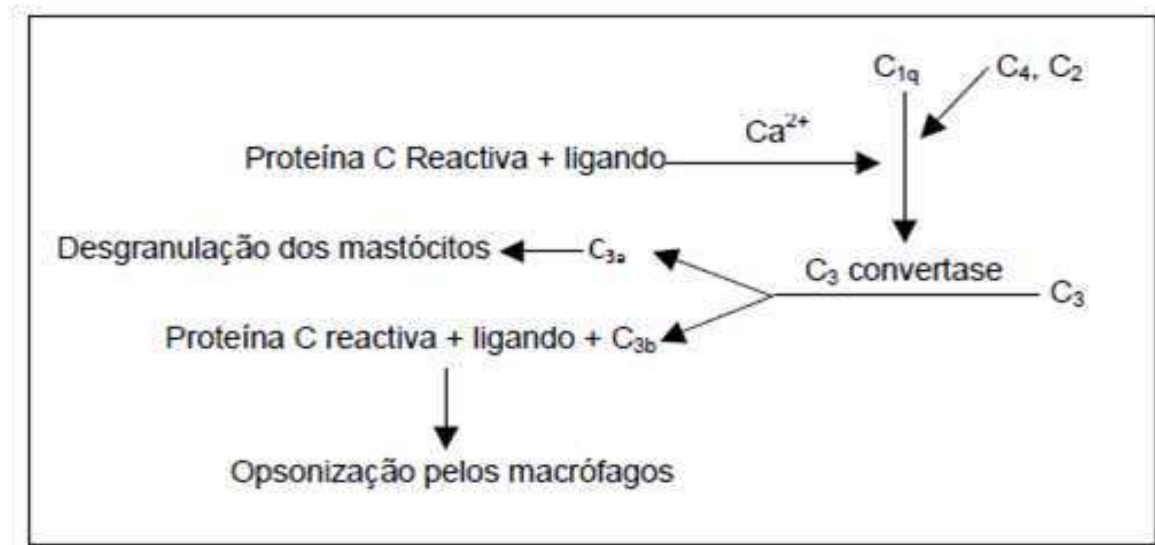 C1q
C4, C2
Ca2+
Proteína C Reactiva + ligando
Desgranulação dos mastócitos
C3a
C3 convertase
C3
Proteína C reactiva + ligando + C3b
Opsonização pelos macrófagos